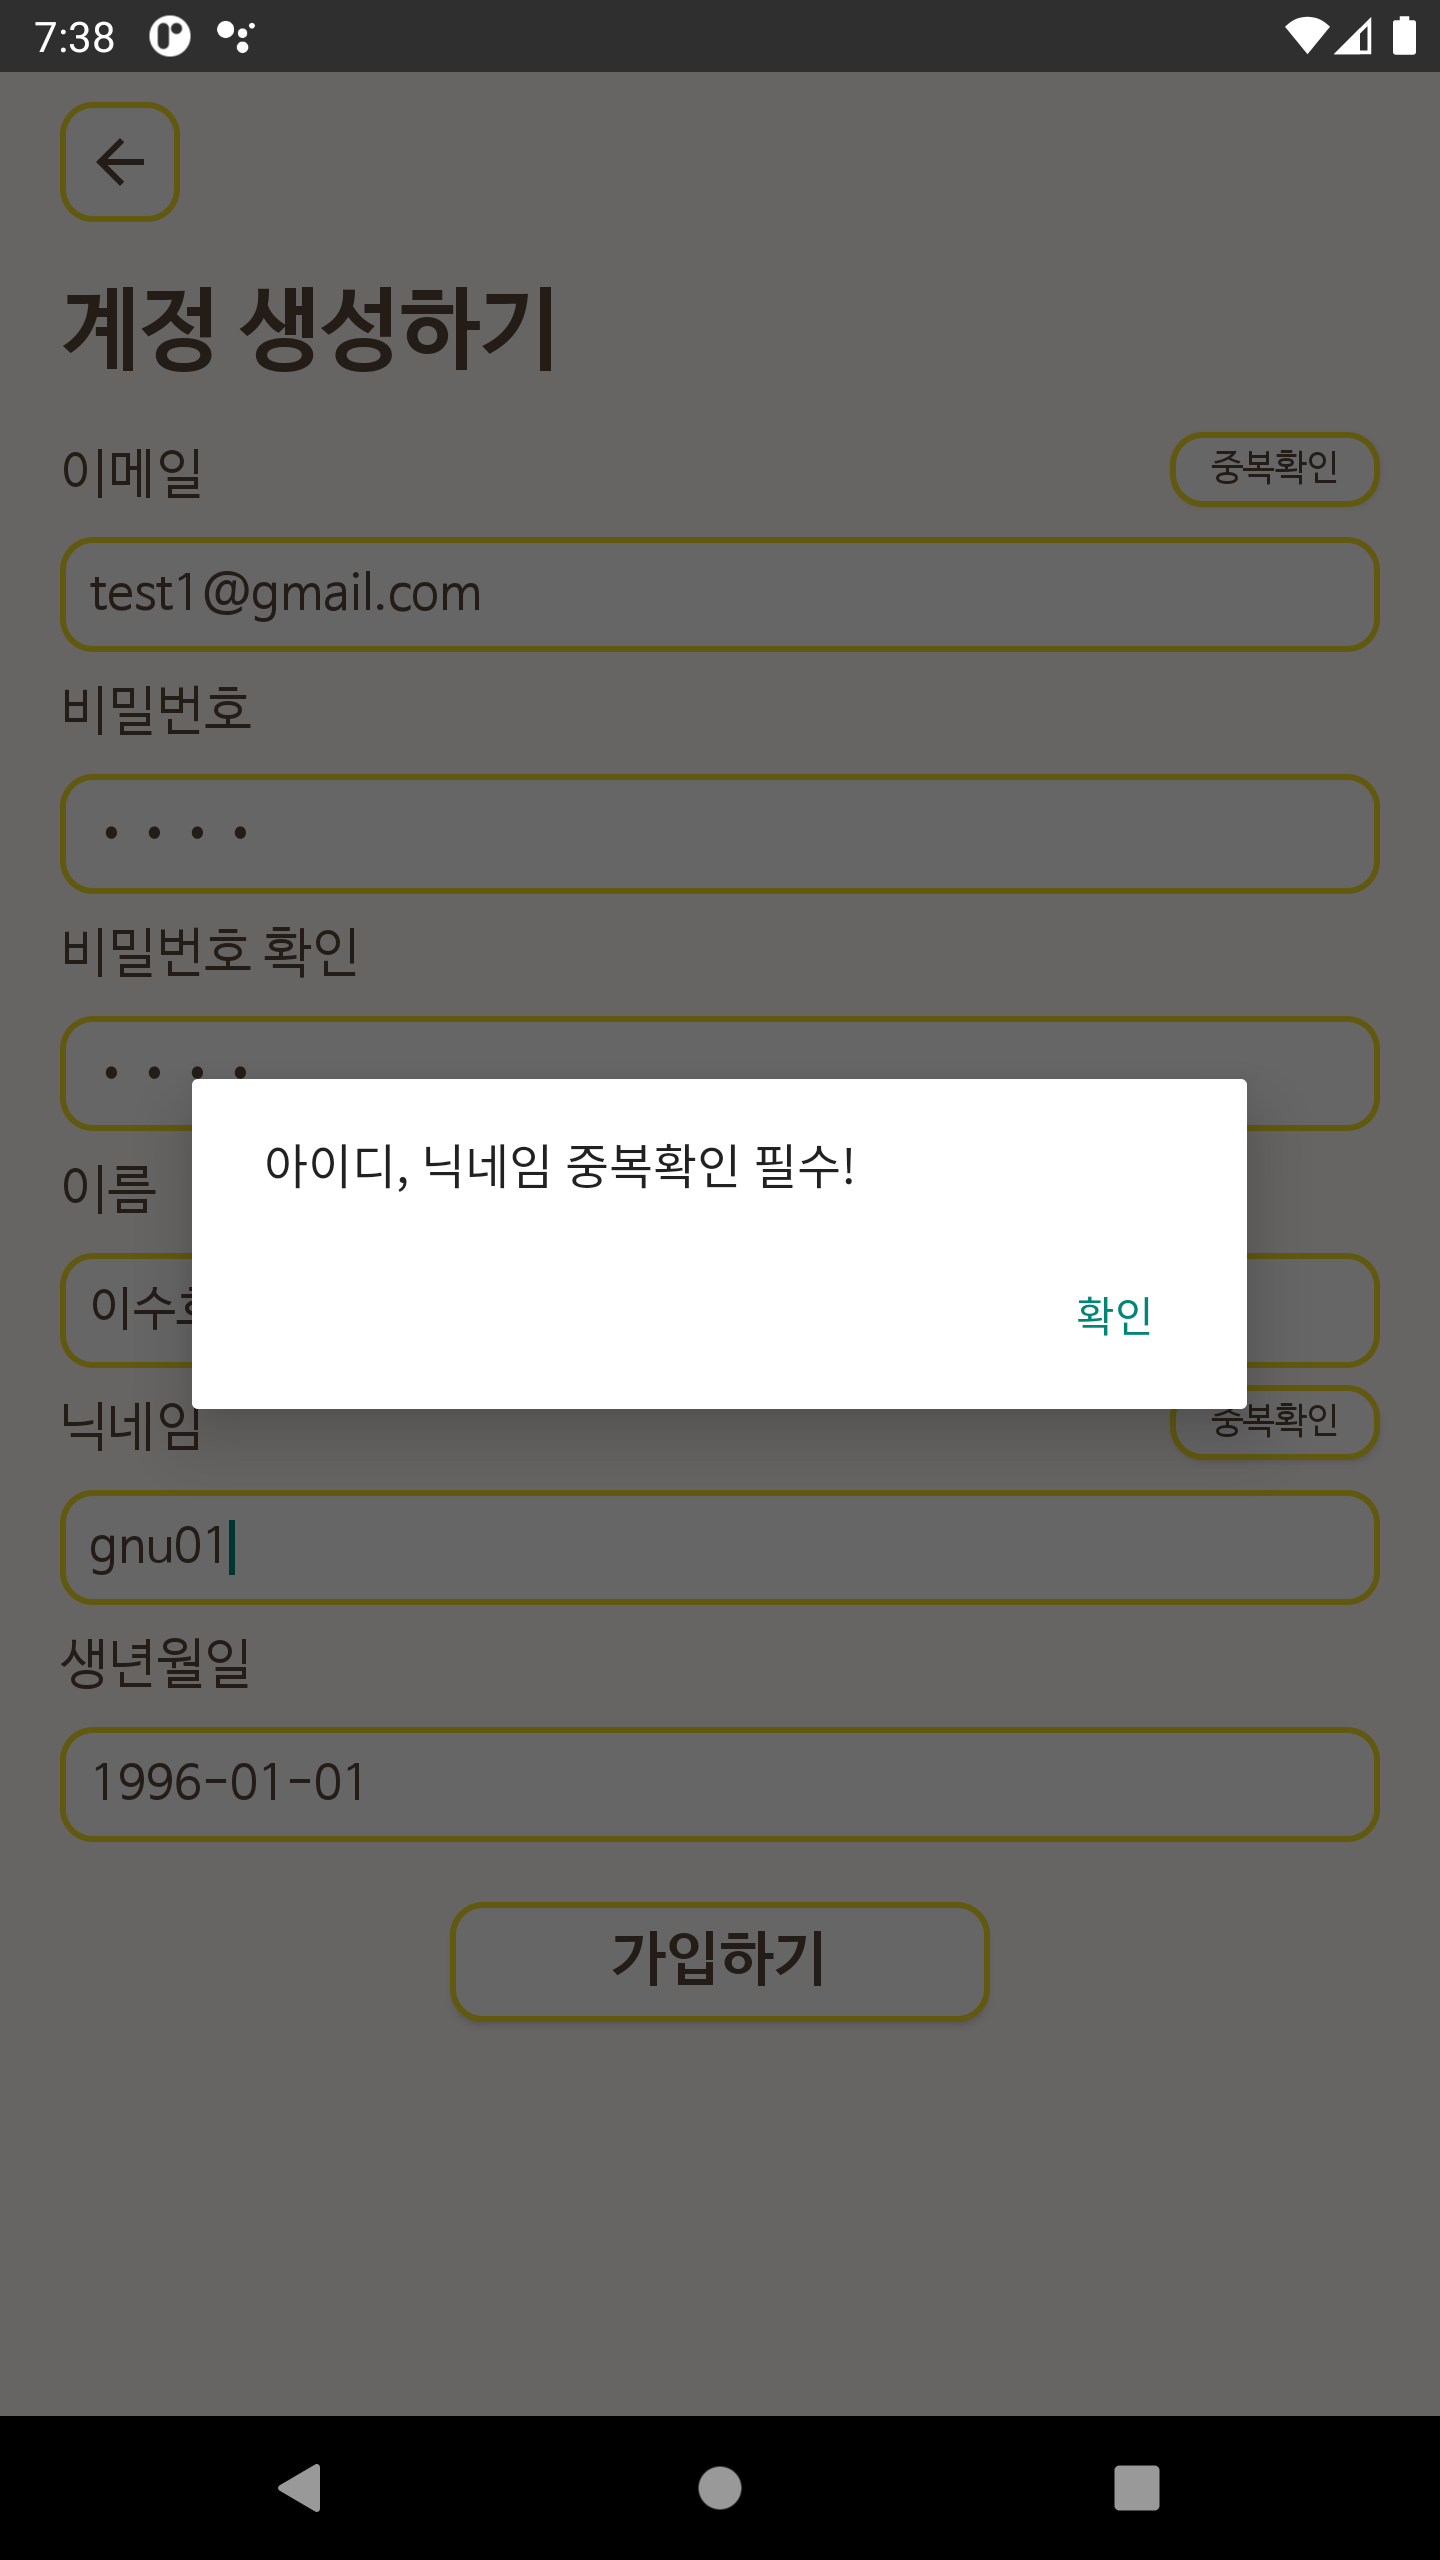 7:38
계정 생성하기
이메일
중복확인
test1@gmail.com
비밀번호
••••
비밀번호 확인
••••
아이디, 닉네임 중복확인 필수!
확인
이름
이수
닉네임
중복확인
gnu01
생년월일
1996-01-01
가입하기